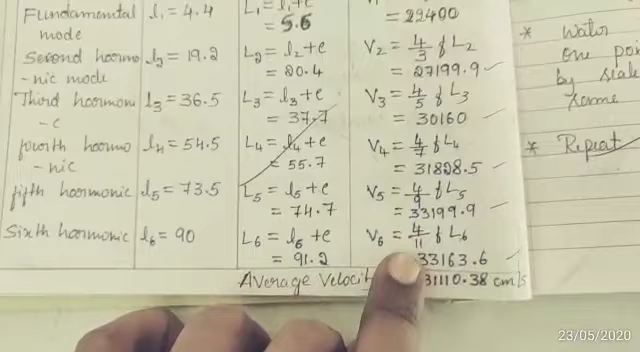 Fundamental mode l₁ = 4.4 L₁ = l₁+e = 5.6 = 22400
Second harmo-nic mode l₂ = 19.2 L₂ = l₂+e = 20.4 V₂ = 4/3 f L₂ = 27199.9
Third harmoni-c l₃ = 36.5 L₃ = l₃+e = 37.7 V₃ = 4/5 f L₃ = 30160
fourth harmo-nic l₄ = 54.5 L₄ = l₄+e = 55.7 V₄ = 4/7 f L₄ = 31828.5
fifth harmonic l₅ = 73.5 L₅ = l₅+e = 74.7 V₅ = 4/9 f L₅ = 33199.9
Sixth harmonic l₆ = 90 L₆ = l₆+e = 91.2 V₆ = 4/11 f L₆ 33163.6
Average Velocit 31110.38 cm/s
* Water
one
by scale
same
* Repeat
23/05/2020